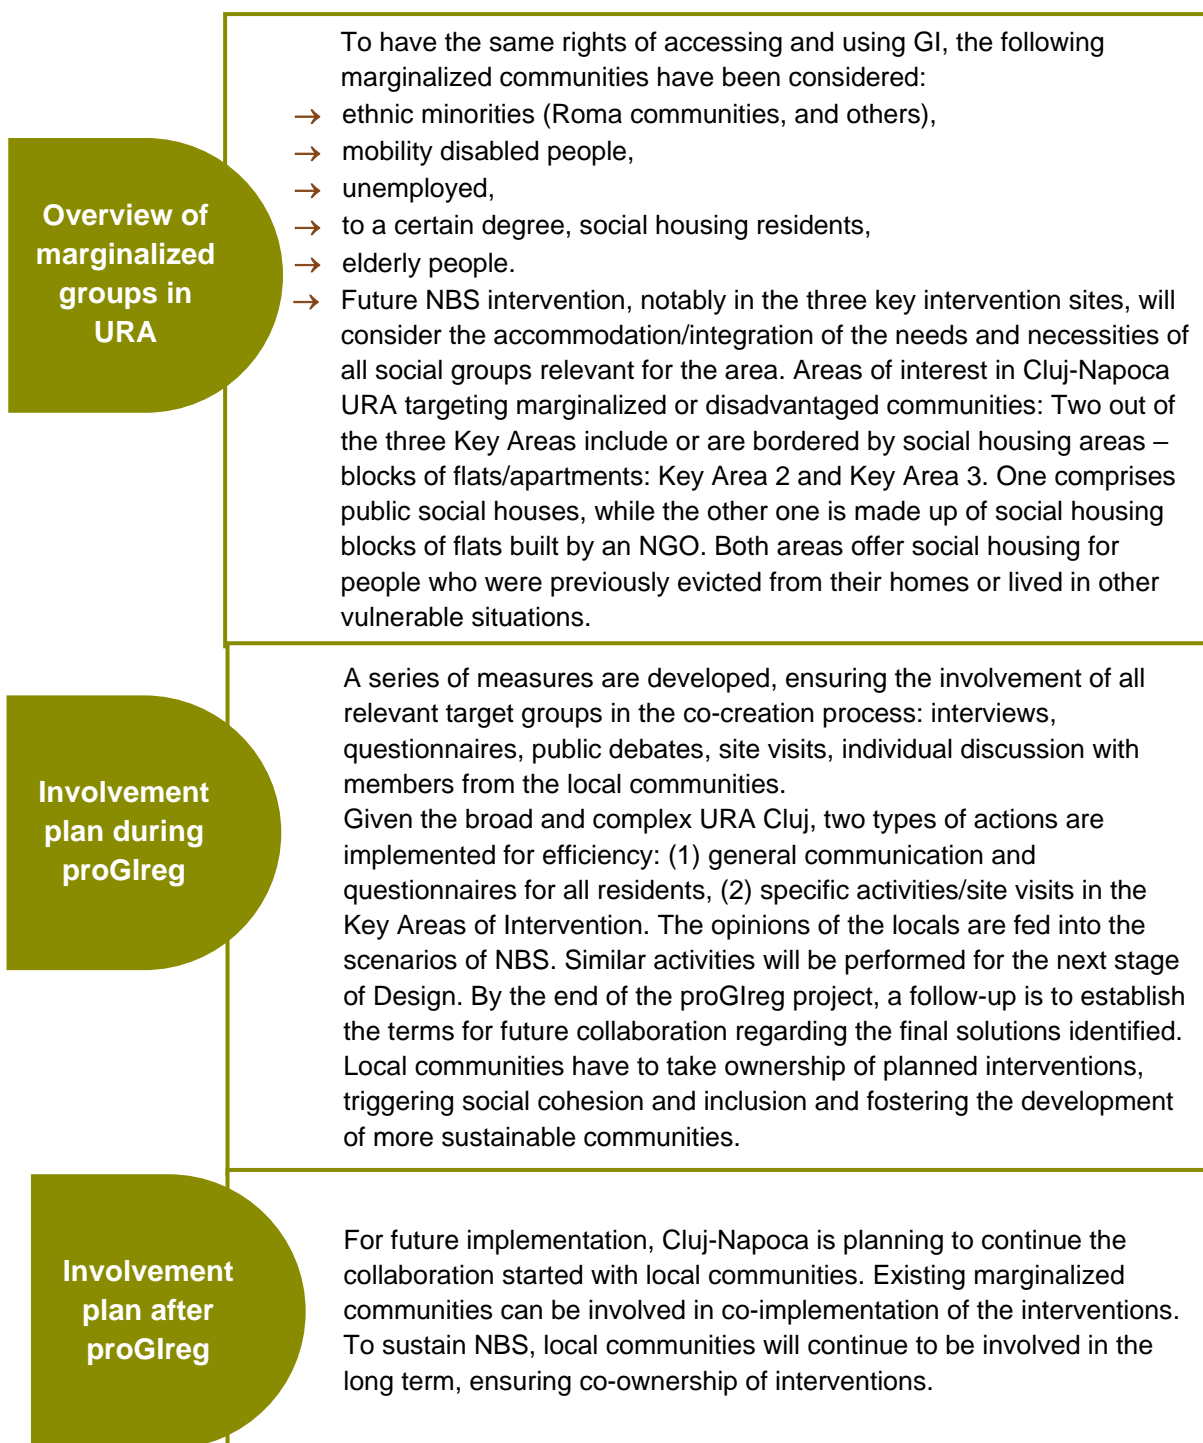 Overview of
marginalized
groups in
URA
To have the same rights of accessing and using GI, the following
marginalized communities have been considered:
→ ethnic minorities (Roma communities, and others),
→ mobility disabled people,
→ unemployed,
→ to a certain degree, social housing residents,
→ elderly people.
→ Future NBS intervention, notably in the three key intervention sites, will
consider the accommodation/integration of the needs and necessities of
all social groups relevant for the area. Areas of interest in Cluj-Napoca
URA targeting marginalized or disadvantaged communities: Two out of
the three Key Areas include or are bordered by social housing areas –
blocks of flats/apartments: Key Area 2 and Key Area 3. One comprises
public social houses, while the other one is made up of social housing
blocks of flats built by an NGO. Both areas offer social housing for
people who were previously evicted from their homes or lived in other
vulnerable situations.
Involvement
plan during
proGIreg
A series of measures are developed, ensuring the involvement of all
relevant target groups in the co-creation process: interviews,
questionnaires, public debates, site visits, individual discussion with
members from the local communities.
Given the broad and complex URA Cluj, two types of actions are
implemented for efficiency: (1) general communication and
questionnaires for all residents, (2) specific activities/site visits in the
Key Areas of Intervention. The opinions of the locals are fed into the
scenarios of NBS. Similar activities will be performed for the next stage
of Design. By the end of the proGIreg project, a follow-up is to establish
the terms for future collaboration regarding the final solutions identified.
Local communities have to take ownership of planned interventions,
triggering social cohesion and inclusion and fostering the development
of more sustainable communities.
Involvement
plan after
proGIreg
For future implementation, Cluj-Napoca is planning to continue the
collaboration started with local communities. Existing marginalized
communities can be involved in co-implementation of the interventions.
To sustain NBS, local communities will continue to be involved in the
long term, ensuring co-ownership of interventions.